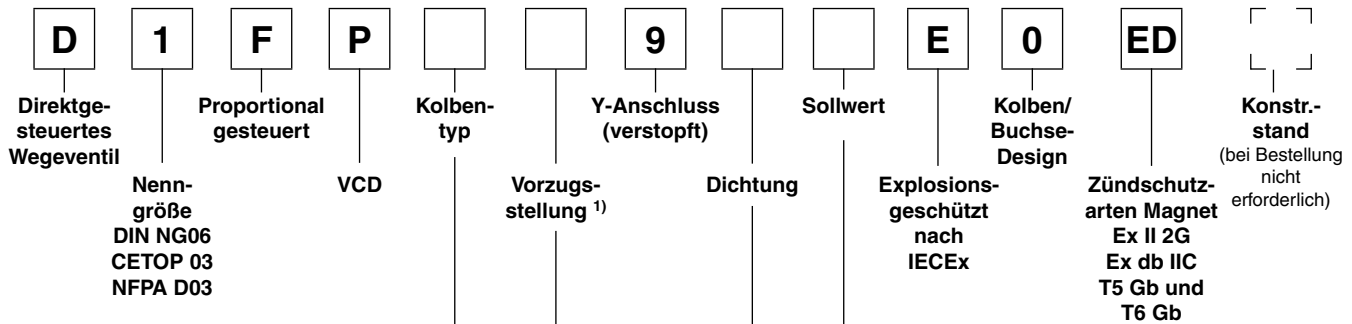 D 1 F P 9 E 0 ED
Direktge-
steuertes
Wegeventil
Nenn-
größe
DIN NG06
CETOP 03
NFPA D03
Proportional
gesteuert
VCD
Kolben-
typ
Vorzugs-
stellung 1)
Y-Anschluss
(verstopft)
Dichtung
Sollwert
Explosions-
geschützt
nach
IECEx
Kolben/
Buchse-
Design
Zündschutz-
arten Magnet
Ex II 2G
Ex db IIC
T5 Gb und
T6 Gb
Konstr.-
stand
(bei Bestellung
nicht
erforderlich)